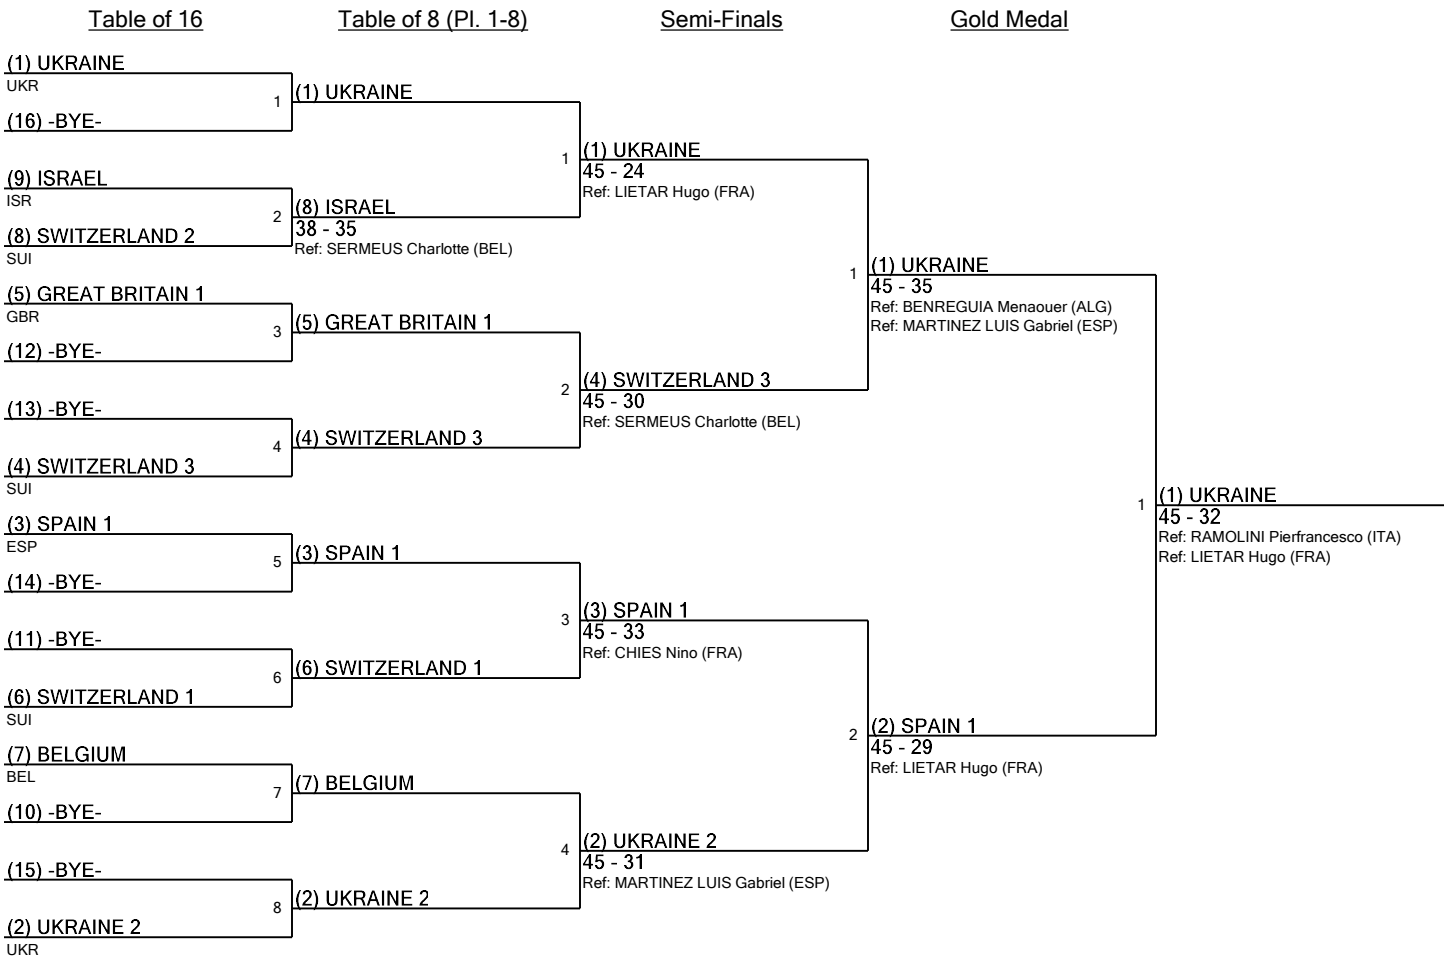 Table of 16
Table of 8 (Pl. 1-8)
Semi-Finals
Gold Medal
(1) UKRAINE
UKR
(16) -BYE-
1
(9) ISRAEL
ISR
(8) SWITZERLAND 2
SUI
2
(5) GREAT BRITAIN 1
GBR
(12) -BYE-
3
(13) -BYE-
(4) SWITZERLAND 3
SUI
4
(3) SPAIN 1
ESP
(14) -BYE-
5
(11) -BYE-
(6) SWITZERLAND 1
SUI
6
(7) BELGIUM
BEL
(10) -BYE-
7
(15) -BYE-
(2) UKRAINE 2
UKR
8
(1) UKRAINE
1
(8) ISRAEL
38 - 35
Ref: SERMEUS Charlotte (BEL)
(5) GREAT BRITAIN 1
2
(4) SWITZERLAND 3
(3) SPAIN 1
3
(6) SWITZERLAND 1
(7) BELGIUM
4
(2) UKRAINE 2
(1) UKRAINE
45 - 24
Ref: LIETAR Hugo (FRA)
1
(4) SWITZERLAND 3
45 - 30
Ref: SERMEUS Charlotte (BEL)
(3) SPAIN 1
45 - 33
Ref: CHIES Nino (FRA)
2
(2) UKRAINE 2
45 - 31
Ref: MARTINEZ LUIS Gabriel (ESP)
(1) UKRAINE
45 - 35
Ref: BENREGUIA Menaouer (ALG)
Ref: MARTINEZ LUIS Gabriel (ESP)
1
(2) SPAIN 1
45 - 29
Ref: LIETAR Hugo (FRA)
(1) UKRAINE
45 - 32
Ref: RAMOLINI Pierfrancesco (ITA)
Ref: LIETAR Hugo (FRA)